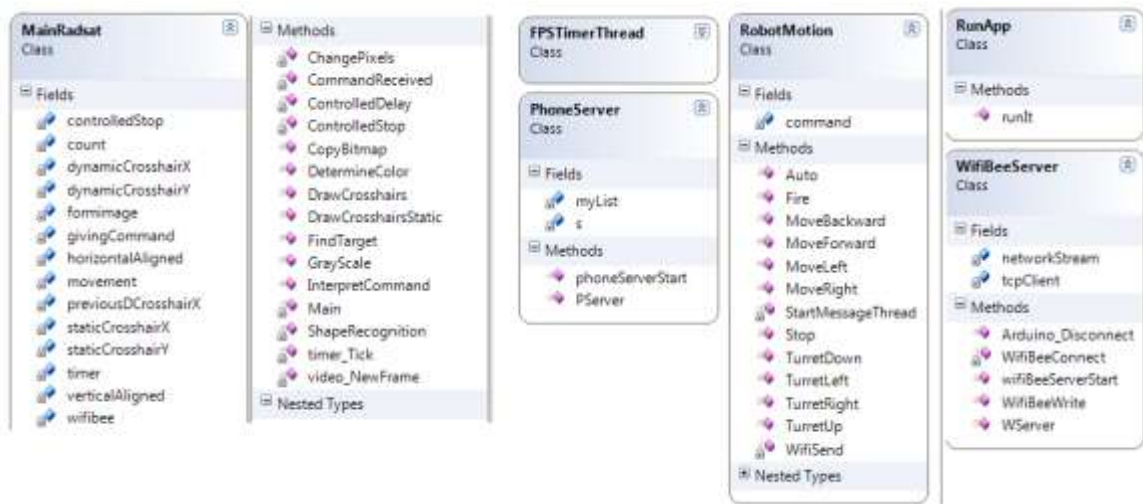 MainRadsat
Class
Fields
controlledStop
count
dynamicCrosshairX
dynamicCrosshairY
formimage
givingCommand
horizontalAligned
movement
previousDCrosshairX
staticCrosshairX
staticCrosshairY
timer
verticalAligned
wifibee
Methods
ChangePixels
CommandReceived
ControlledDelay
ControlledStop
CopyBitmap
DetermineColor
DrawCrosshairs
DrawCrosshairsStatic
FindTarget
GrayScale
InterpretCommand
Main
ShapeRecognition
timer_Tick
video_NewFrame
Nested Types
FPSTimerThread
Class
PhoneServer
Class
Fields
myList
s
Methods
phoneServerStart
PServer
RobotMotion
Class
Fields
command
Methods
Auto
Fire
MoveBackward
MoveForward
MoveLeft
MoveRight
StartMessageThread
Stop
TurretDown
TurretLeft
TurretRight
TurretUp
WifiSend
Nested Types
RunApp
Class
Methods
runIt
WifiBeeServer
Class
Fields
networkStream
tcpClient
Methods
Arduino_Disconnect
WifiBeeConnect
wifiBeeServerStart
WifiBeeWrite
WServer